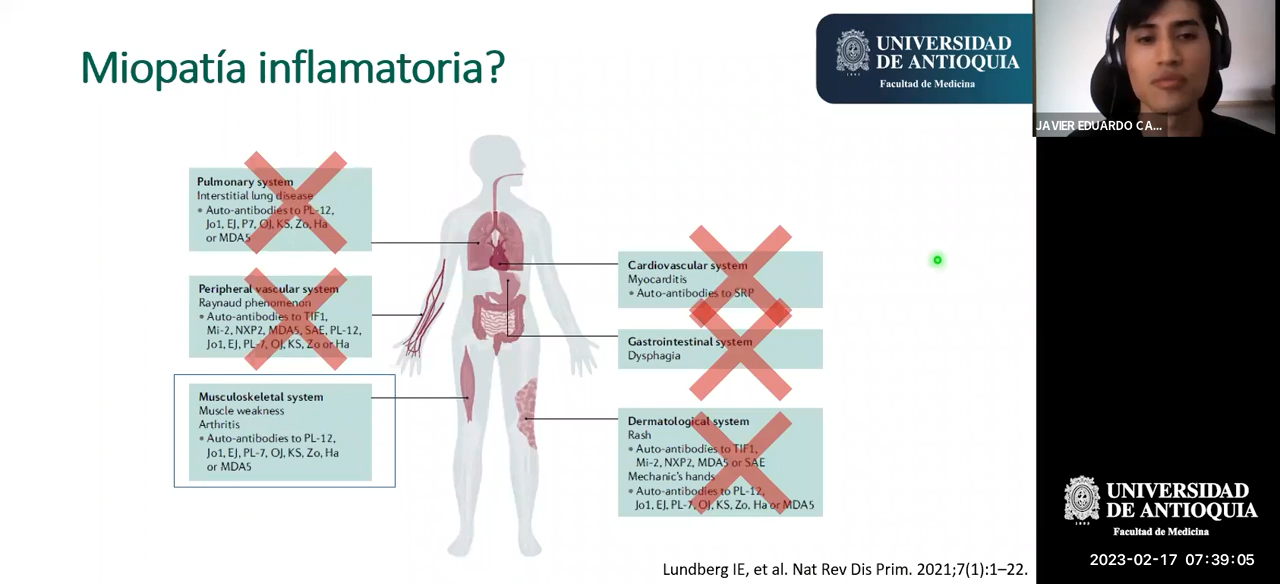 Miopatía inflamatoria?
UNIVERSIDAD
DE ANTIOQUIA
1803
Facultad de Medicina
JAVIER EDUARDO CA...
Pulmonary system
Interstitial lung disease
• Auto-antibodies to PL-12,
Jo1, EJ, P7, OJ, KS, Zo, Ha
or MDA5
Peripheral vascular system
Raynaud phenomenon
• Auto-antibodies to TIF1,
Mi-2, NXP2, MDA5, SAE, PL-12,
Jo1, EJ, PL-7, OJ, KS, Zo or Ha
Musculoskeletal system
Muscle weakness
Arthritis
• Auto-antibodies to PL-12,
Jo1, EJ, PL-7, OJ, KS, Zo, Ha
or MDA5
Cardiovascular system
Myocarditis
• Auto-antibodies to SRP
Gastrointestinal system
Dysphagia
Dermatological system
Rash
• Auto-antibodies to TIF1,
Mi-2, NXP2, MDA5 or SAE
Mechanic's hands
• Auto-antibodies to PL-12,
Jo1, EJ, PL-7, OJ, KS, Zo, Ha or MDA5
Lundberg IE, et al. Nat Rev Dis Prim. 2021;7(1):1–22.
UNIVERSIDAD
DE ANTIOQUIA
1803
Facultad de Medicina
2023-02-17 07:39:05